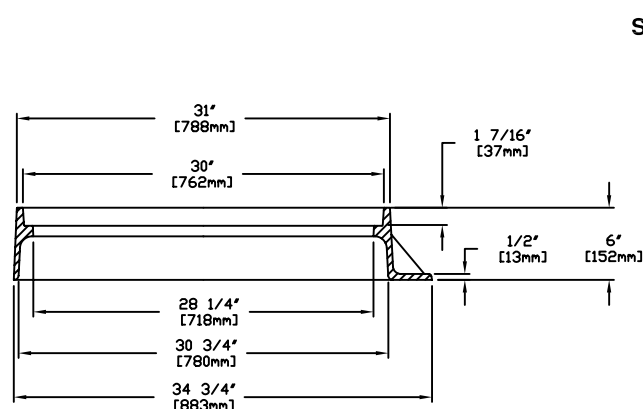 S
31"
[788mm]
1 7/16"
[37mm]
30"
[762mm]
1/2"
[13mm]
6"
[152mm]
28 1/4"
[718mm]
30 3/4"
[780mm]
34 3/4"
[883mm]